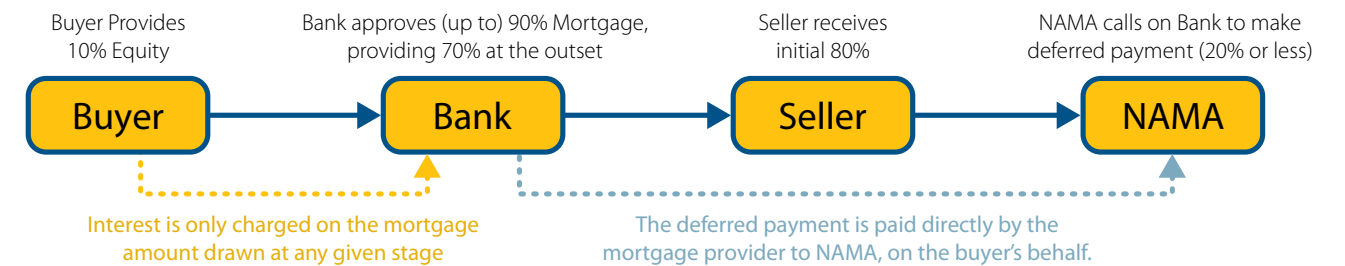 Buyer Provides
10% Equity
Bank approves (up to) 90% Mortgage,
providing 70% at the outset
Seller receives
initial 80%
NAMA calls on Bank to make
deferred payment (20% or less)
Buyer
Bank
Seller
NAMA
Interest is only charged on the mortgage
amount drawn at any given stage
The deferred payment is paid directly by the
mortgage provider to NAMA, on the buyer’s behalf.